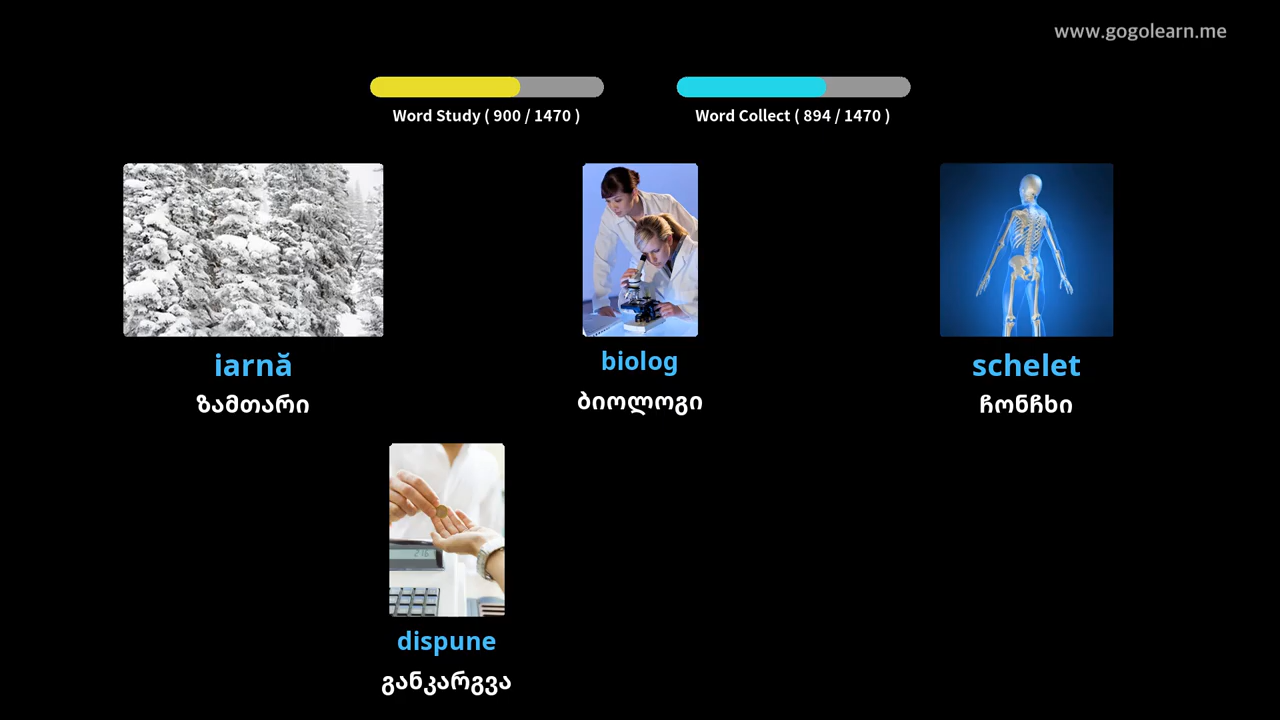 www.gogolearn.me
Word Study ( 900 / 1470 )
Word Collect ( 894 / 1470 )
iarnă
ზამთარი
biolog
ბიოლოგი
schelet
ჩონჩხი
dispune
განკარგვა